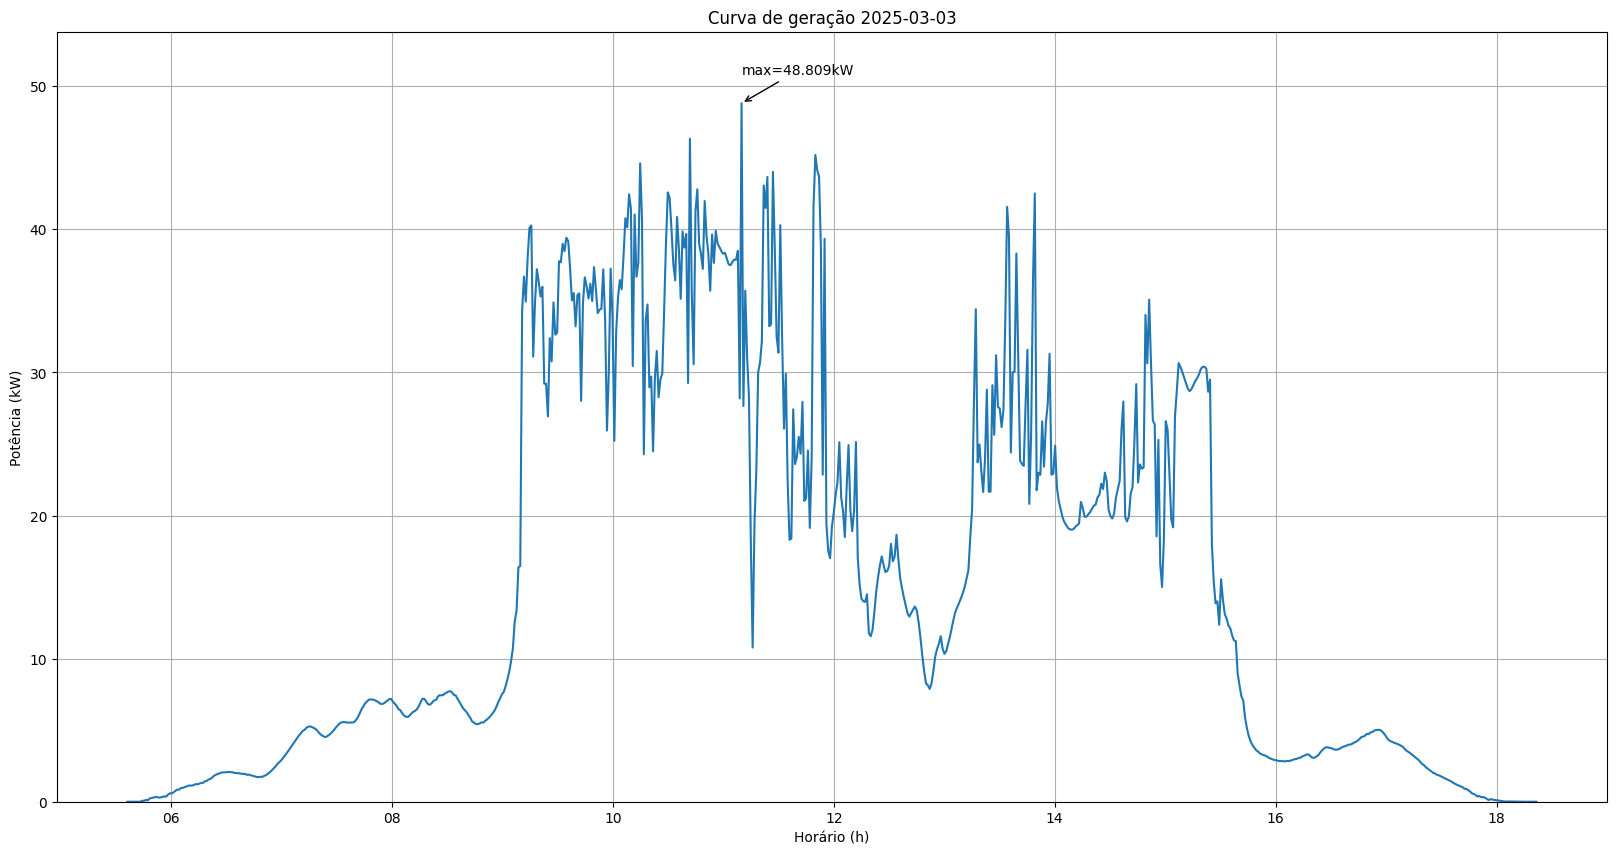 Curva de geração 2025-03-03
max=48.809kW
50
40
30
20
10
0
Potência (kW)
06 08 10 12 14 16 18
Horário (h)